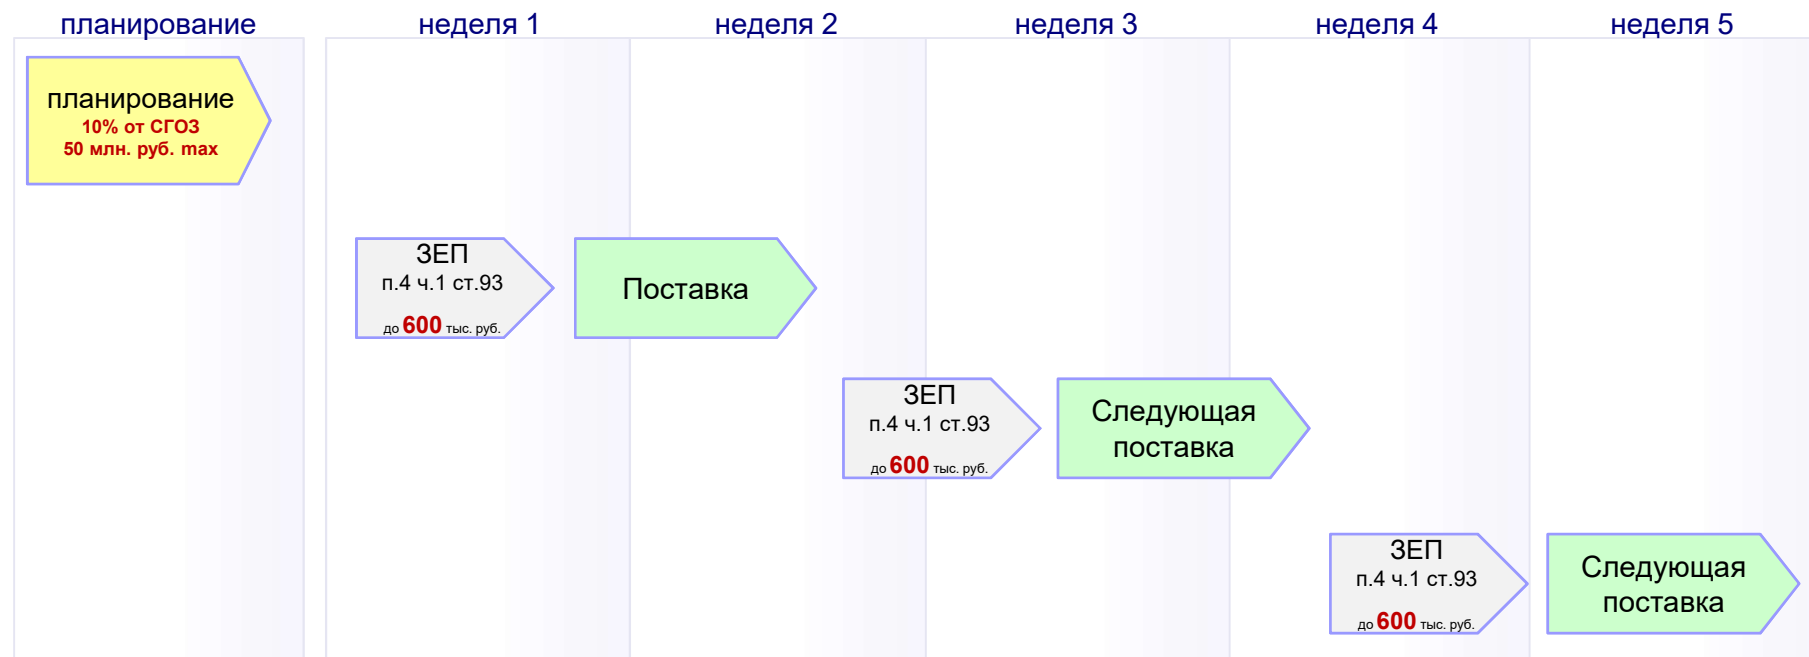 планирование
неделя 1
неделя 2
неделя 3
неделя 4
неделя 5
планирование
10% от СГОЗ
50 млн. руб. max
ЗЕП
п.4 ч.1 ст.93
до 600 тыс. руб.
Поставка
ЗЕП
п.4 ч.1 ст.93
до 600 тыс. руб.
Следующая
поставка
ЗЕП
п.4 ч.1 ст.93
до 600 тыс. руб.
Следующая
поставка